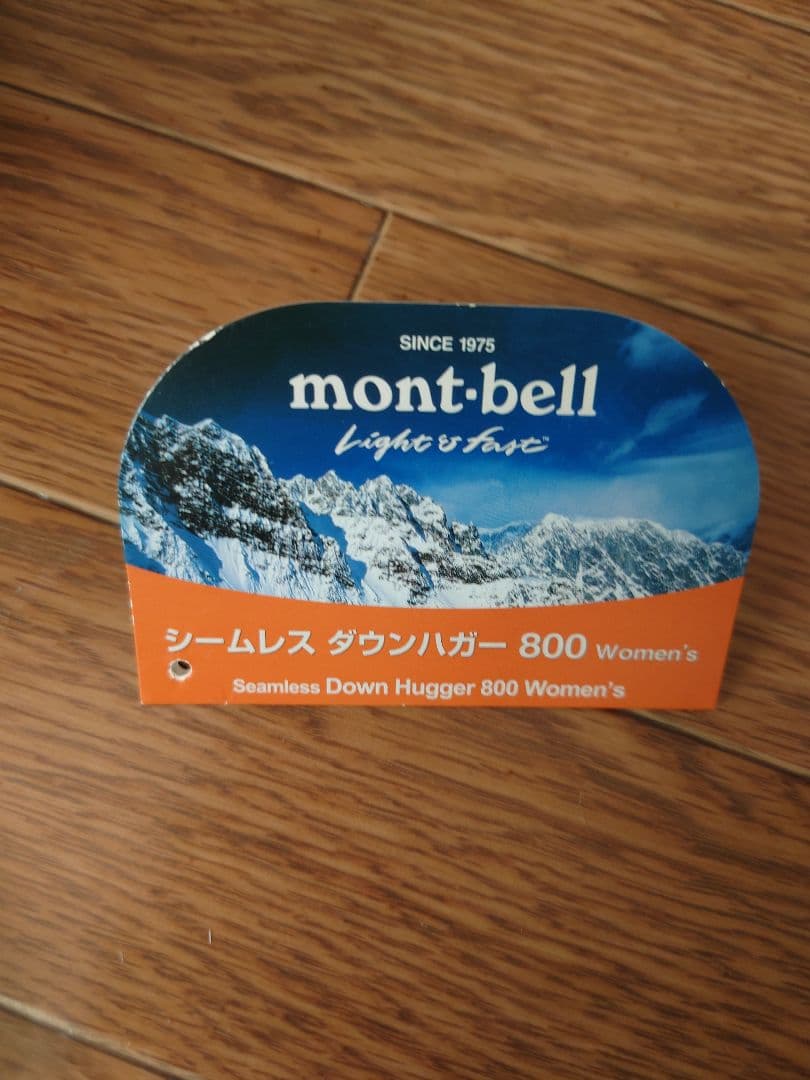 SINCE 1975
mont·bell
Light & Fast™
シームレス ダウンハガー 800 Women's
Seamless Down Hugger 800 Women's